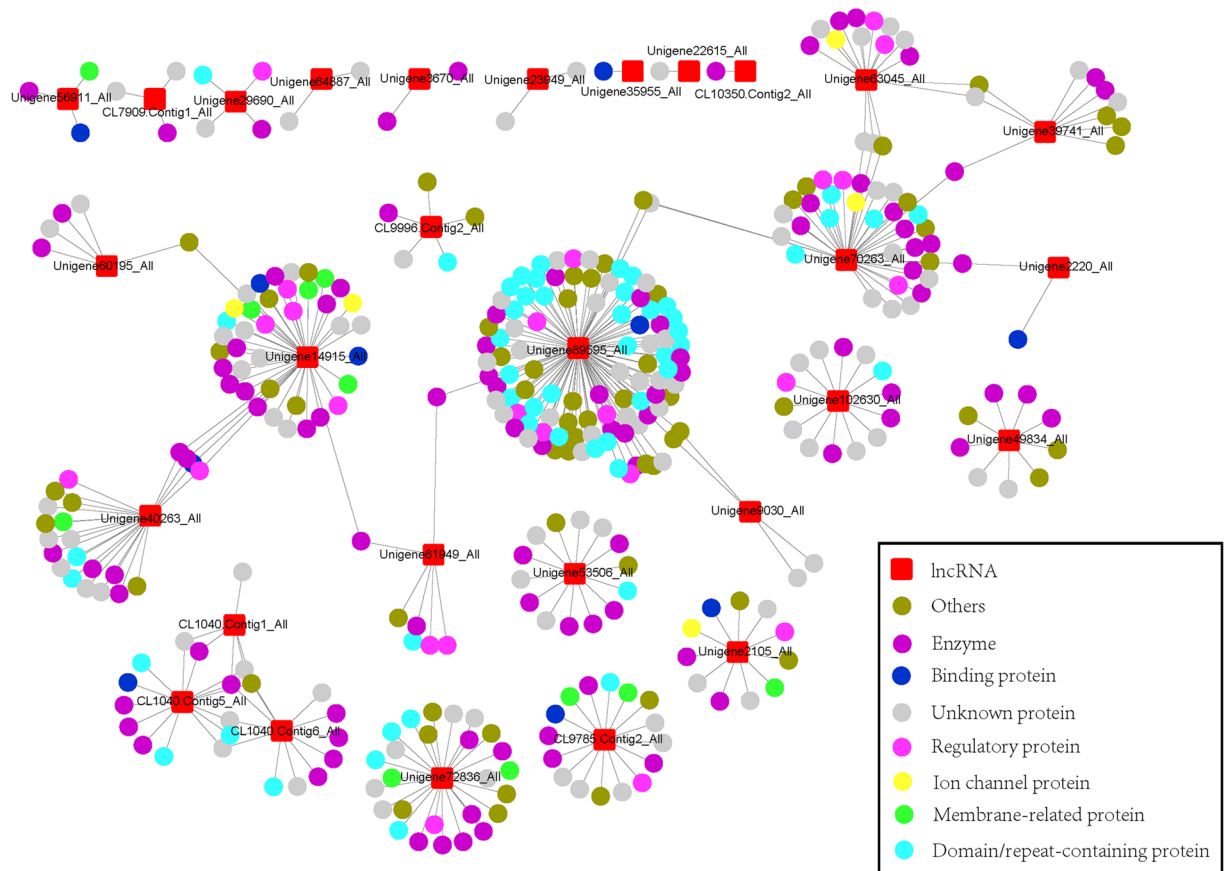 Unigene56911_All
CL7909.Contig1_All
Unigene29690_All
Unigene64887_All
Unigene3670_All
Unigene23949_All
Unigene35955_All
Unigene22615_All
CL10350.Contig2_All
Unigene63045_All
Unigene39741_All
Unigene60195_All
CL9996.Contig2_All
Unigene70263_All
Unigene2220_All
Unigene14915_All
Unigene89595_All
Unigene102630_All
Unigene49834_All
Unigene40263_All
Unigene61949_All
Unigene9030_All
Unigene53506_All
CL1040.Contig1_All
Unigene2105_All
CL1040.Contig5_All
CL1040.Contig6_All
CL9785.Contig2_All
Unigene72836_All
lncRNA
Others
Enzyme
Binding protein
Unknown protein
Regulatory protein
Ion channel protein
Membrane-related protein
Domain/repeat-containing protein